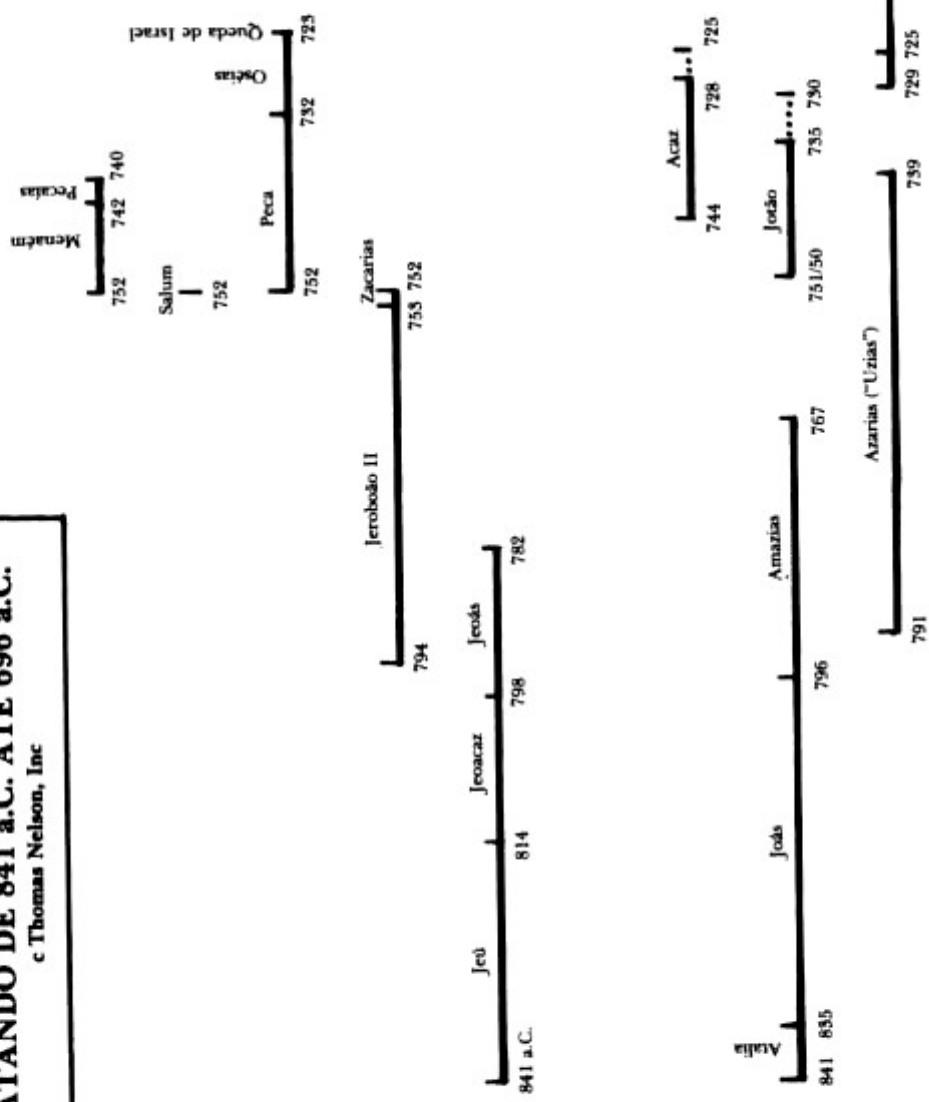 ATANDO DE 841 a.C. ATÉ 696 a.C.
c Thomas Nelson, Inc
Menaém
Pecaías
752 742 740
Salum
752
Queda de Israel
Peca Oséias
752 732 723
Jeroboão II Zacarias
794 753 752
Jeú Jeoacaz Jeoás
841 a.C. 814 798 782
Acaz
744 728 725
Jotão
751/50 735 730
Atalia Joás Amazias
841 835 796 767
Azarias ("Uzias")
791 739
729 725